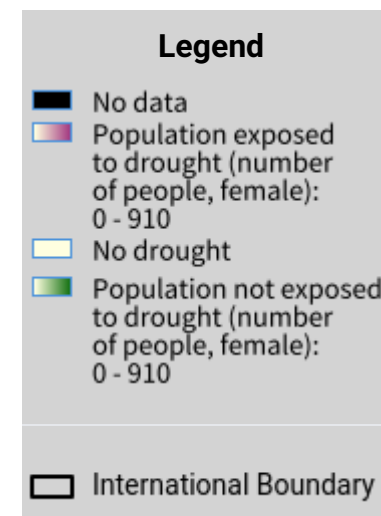 Legend
No data
Population exposed
to drought (number
of people, female):
0 - 910
No drought
Population not exposed
to drought (number
of people, female):
0 - 910
International Boundary